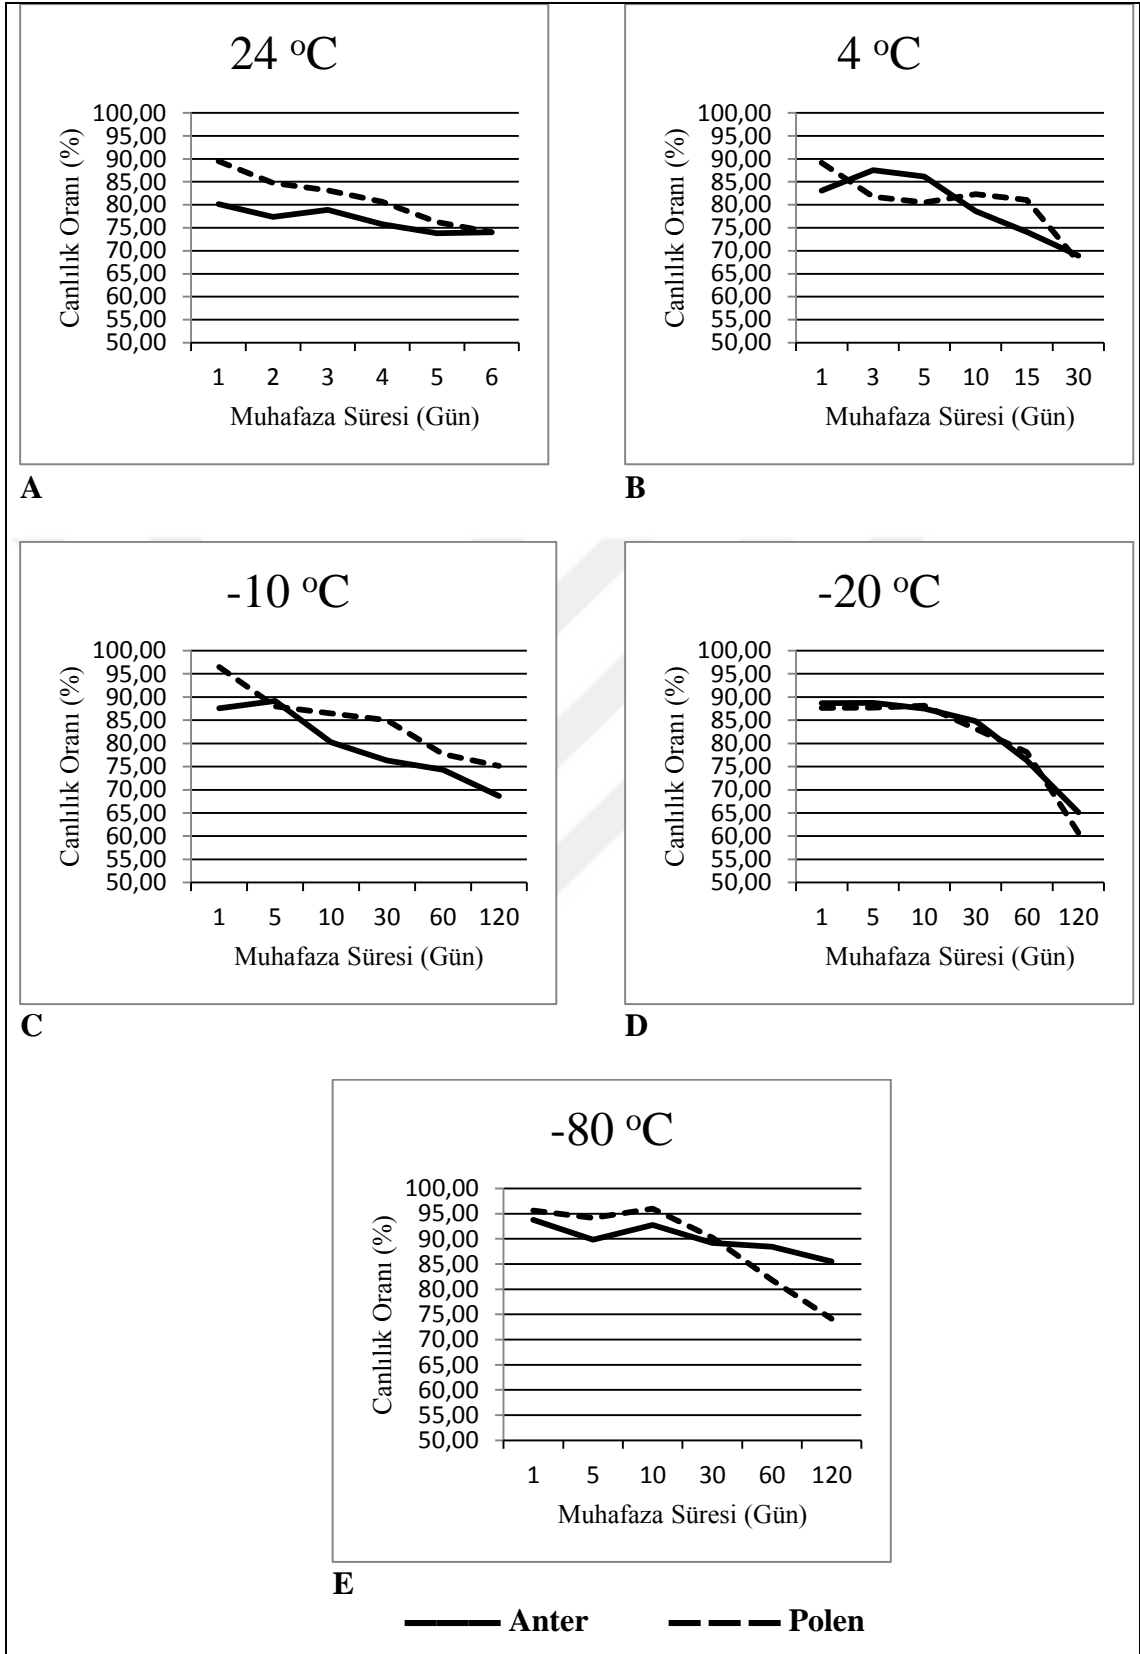 24 °C
Canlılık Oranı (%)
100,00
95,00
90,00
85,00
80,00
75,00
70,00
65,00
60,00
55,00
50,00
1 2 3 4 5 6
Muhafaza Süresi (Gün)
A
4 °C
Canlılık Oranı (%)
100,00
95,00
90,00
85,00
80,00
75,00
70,00
65,00
60,00
55,00
50,00
1 3 5 10 15 30
Muhafaza Süresi (Gün)
B
-10 °C
Canlılık Oranı (%)
100,00
95,00
90,00
85,00
80,00
75,00
70,00
65,00
60,00
55,00
50,00
1 5 10 30 60 120
Muhafaza Süresi (Gün)
C
-20 °C
Canlılık Oranı (%)
100,00
95,00
90,00
85,00
80,00
75,00
70,00
65,00
60,00
55,00
50,00
1 5 10 30 60 120
Muhafaza Süresi (Gün)
D
-80 °C
Canlılık Oranı (%)
100,00
95,00
90,00
85,00
80,00
75,00
70,00
65,00
60,00
55,00
50,00
1 5 10 30 60 120
Muhafaza Süresi (Gün)
E
Anter Polen